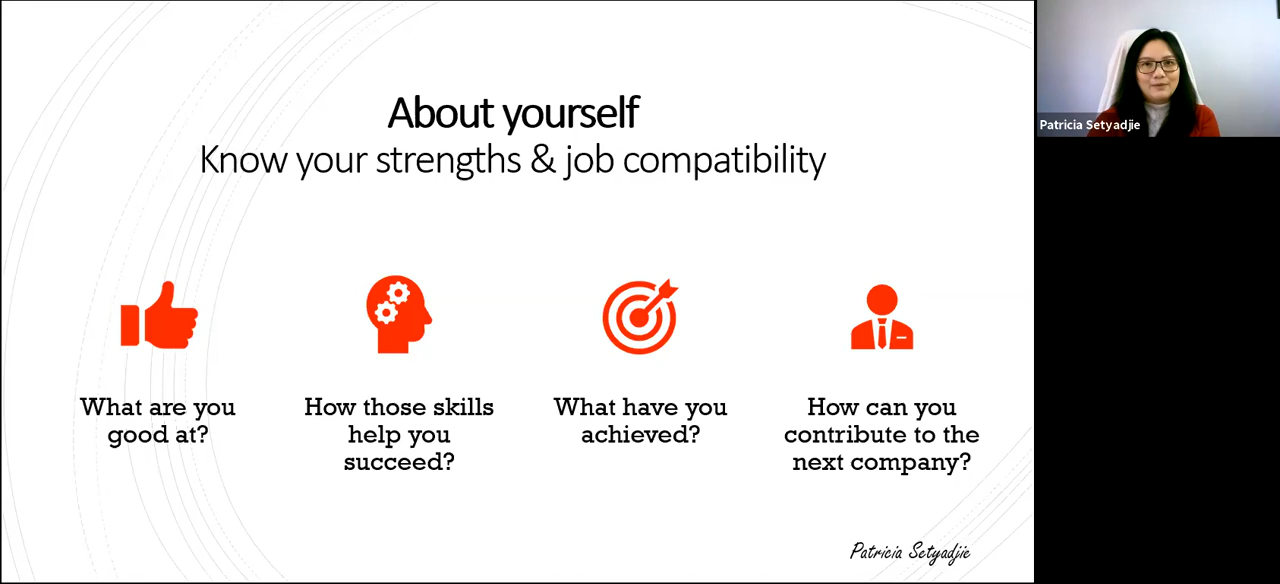 About yourself
Know your strengths & job compatibility
What are you
good at?
How those skills
help you
succeed?
What have you
achieved?
How can you
contribute to the
next company?
Patricia Setyadjie
Patricia Setyadjie